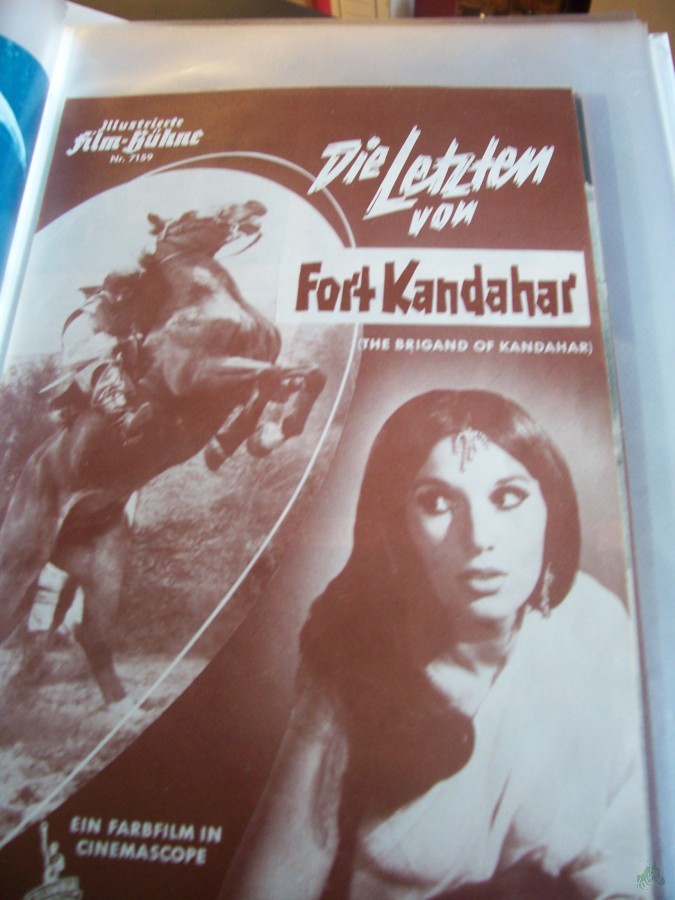 Illustrierte
Film-Bühne
Nr. 7159
Die Letzten
von
Fort Kandahar
(THE BRIGAND OF KANDAHAR)
EIN FARBFILM IN
CINEMASCOPE